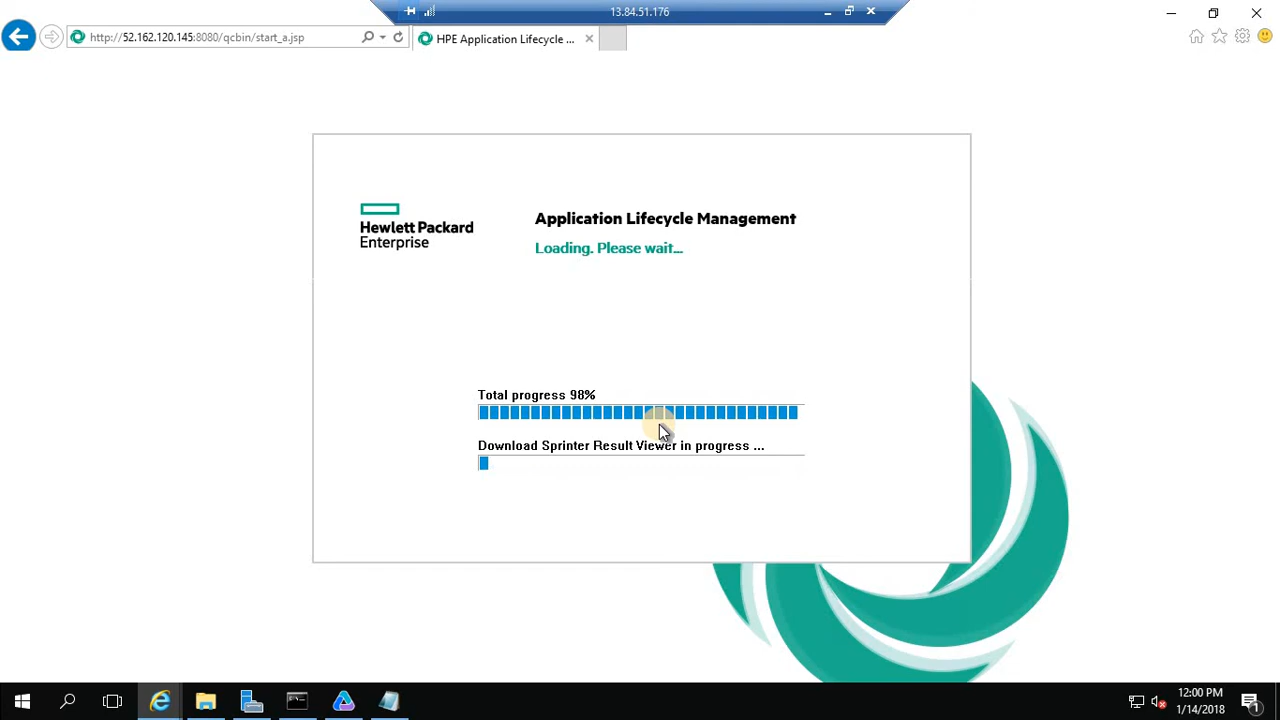 13.84.51.176
http://52.162.120.145:8080/qcbin/start_a.jsp
HPE Application Lifecycle ...
Hewlett Packard
Enterprise
Application Lifecycle Management
Loading. Please wait...
Total progress 98%
Download Sprinter Result Viewer in progress ...
12:00 PM
1/14/2018
1